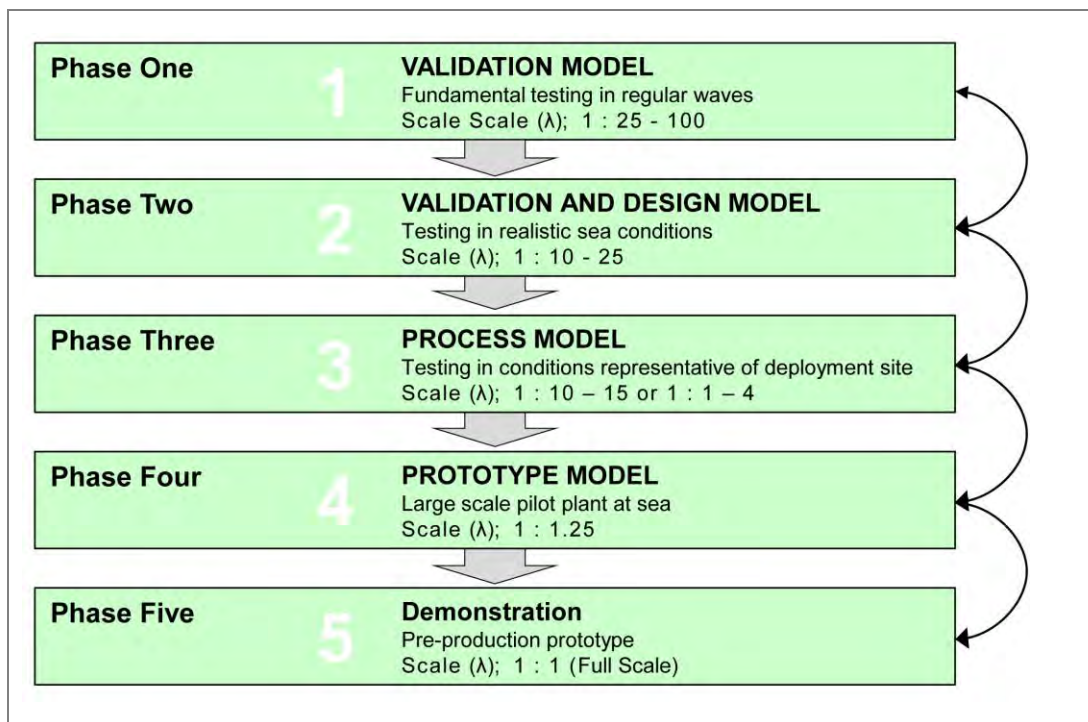 Phase One
1
VALIDATION MODEL
Fundamental testing in regular waves
Scale Scale (λ); 1 : 25 - 100
Phase Two
2
VALIDATION AND DESIGN MODEL
Testing in realistic sea conditions
Scale (λ); 1 : 10 - 25
Phase Three
3
PROCESS MODEL
Testing in conditions representative of deployment site
Scale (λ); 1 : 10 – 15 or 1 : 1 – 4
Phase Four
4
PROTOTYPE MODEL
Large scale pilot plant at sea
Scale (λ); 1 : 1.25
Phase Five
5
Demonstration
Pre-production prototype
Scale (λ); 1 : 1 (Full Scale)